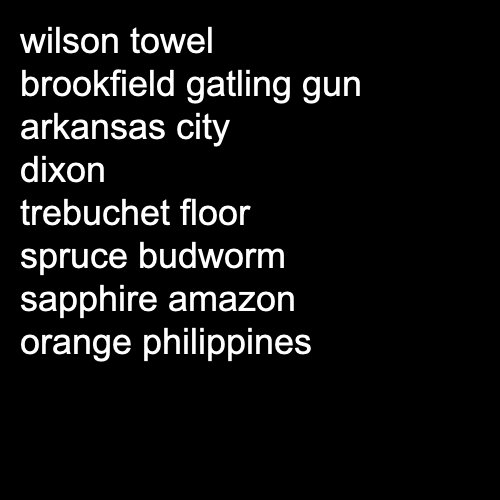 wilson towel
brookfield gatling gun
arkansas city
dixon
trebuchet floor
spruce budworm
sapphire amazon
orange philippines